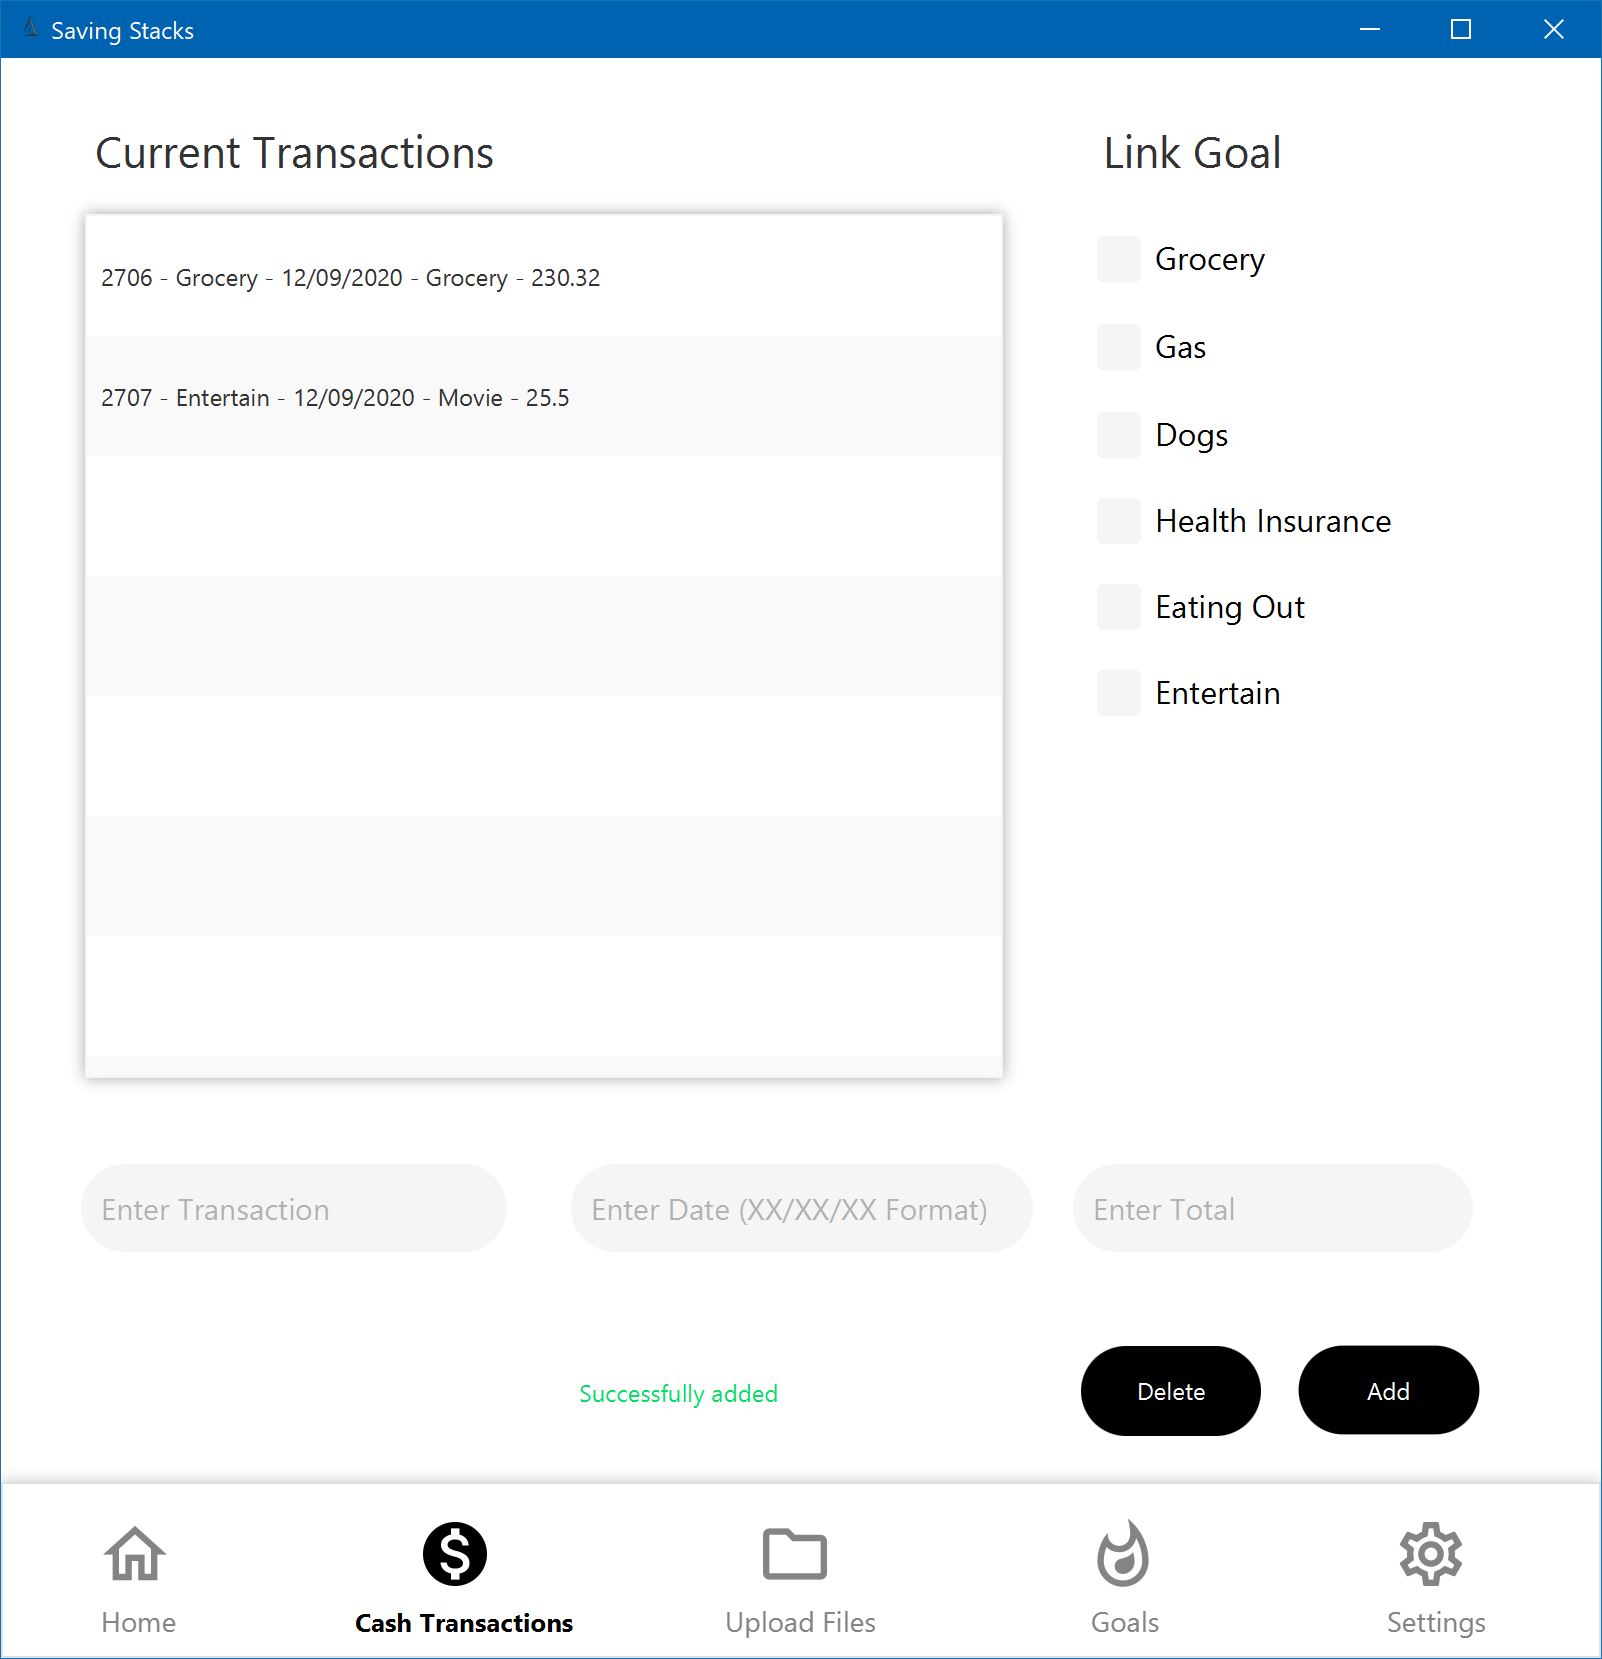 Saving Stacks
Current Transactions
2706 - Grocery - 12/09/2020 - Grocery - 230.32
2707 - Entertain - 12/09/2020 - Movie - 25.5
Link Goal
Grocery
Gas
Dogs
Health Insurance
Eating Out
Entertain
Enter Transaction
Enter Date (XX/XX/XX Format)
Enter Total
Successfully added
Delete
Add
Home
Cash Transactions
Upload Files
Goals
Settings